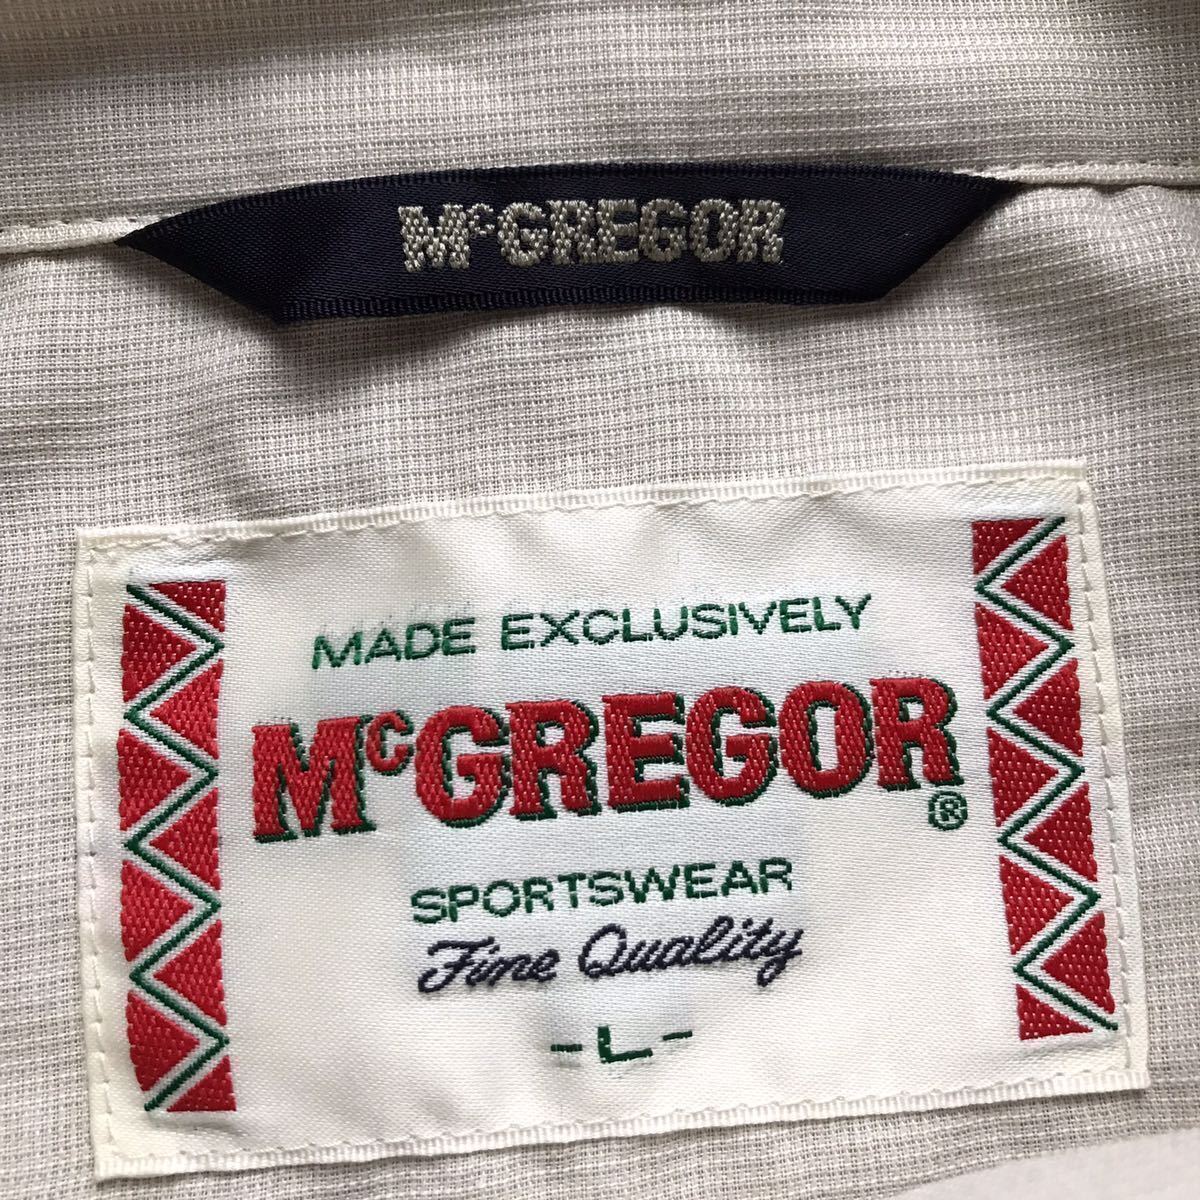 McGREGOR
MADE EXCLUSIVELY
McGREGOR®
SPORTSWEAR
Fine Quality
-L-